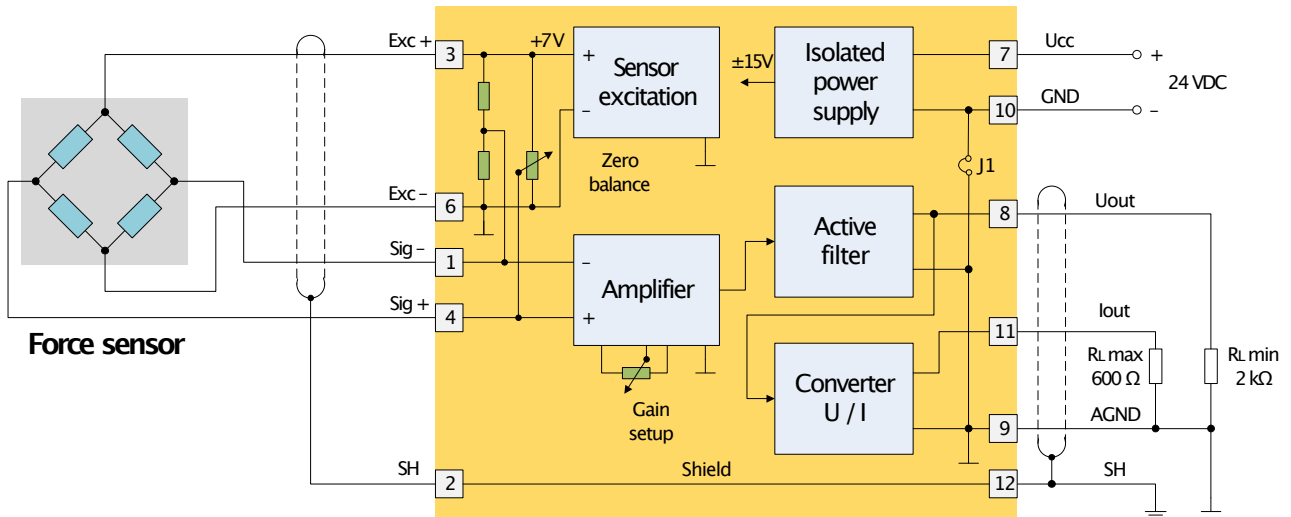 Exc +
3
+7 V
+
Sensor
excitation
−
±15V
Isolated
power
supply
7
Ucc
+
24 VDC
10
GND
−
J1
Zero
balance
Exc −
6
Sig −
1
−
Amplifier
+
Sig +
4
Active
filter
8
Uout
Force sensor
Gain
setup
Converter
U / I
11
Iout
RL max
600 Ω
RL min
2 kΩ
9
AGND
SH
2
Shield
12
SH